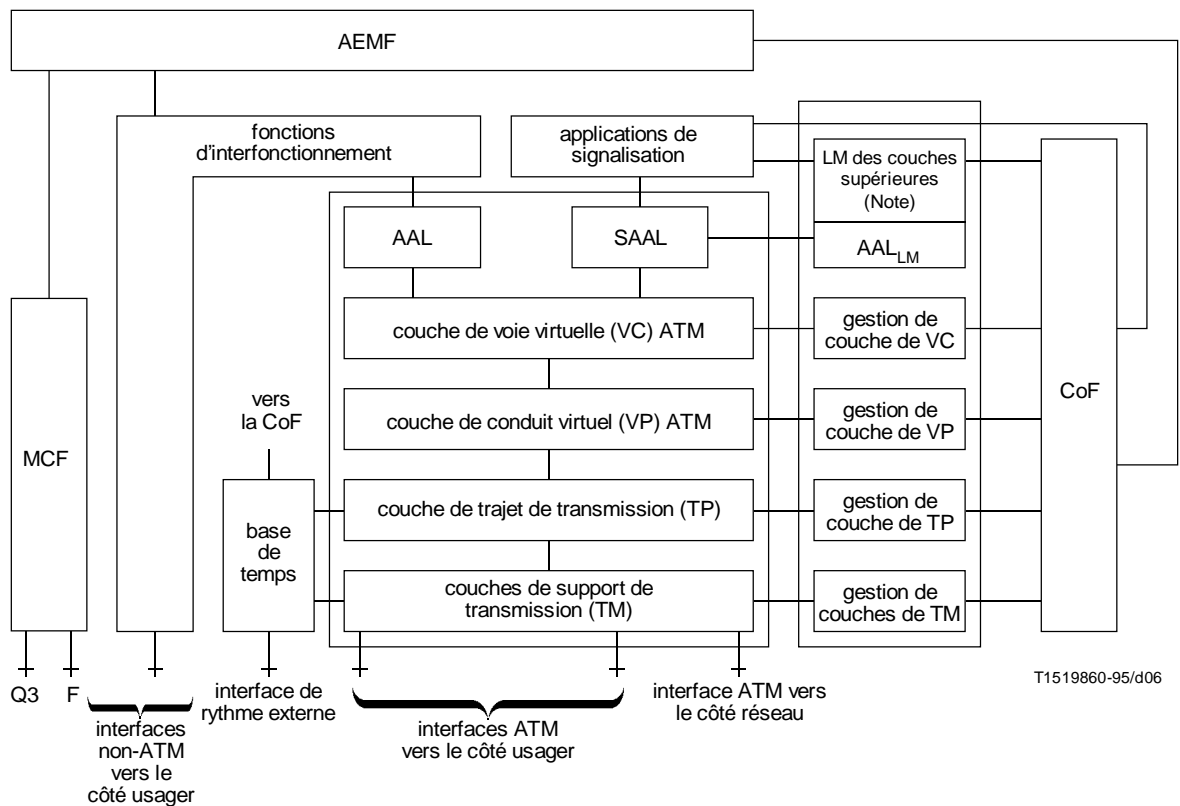 AEMF
fonctions
d'interfonctionnement
applications de
signalisation
LM des couches
supérieures
(Note)
AAL
SAAL
AAL_LM
couche de voie virtuelle (VC) ATM
gestion de
couche de VC
vers
la CoF
couche de conduit virtuel (VP) ATM
gestion de
couche de VP
CoF
MCF
base
de
temps
couche de trajet de transmission (TP)
gestion de
couche de TP
couches de support de
transmission (TM)
gestion de
couches de TM
Q3
F
interfaces
non-ATM
vers le
côté usager
interface de
rythme externe
interfaces ATM
vers le côté usager
interface ATM vers
le côté réseau
T1519860-95/d06